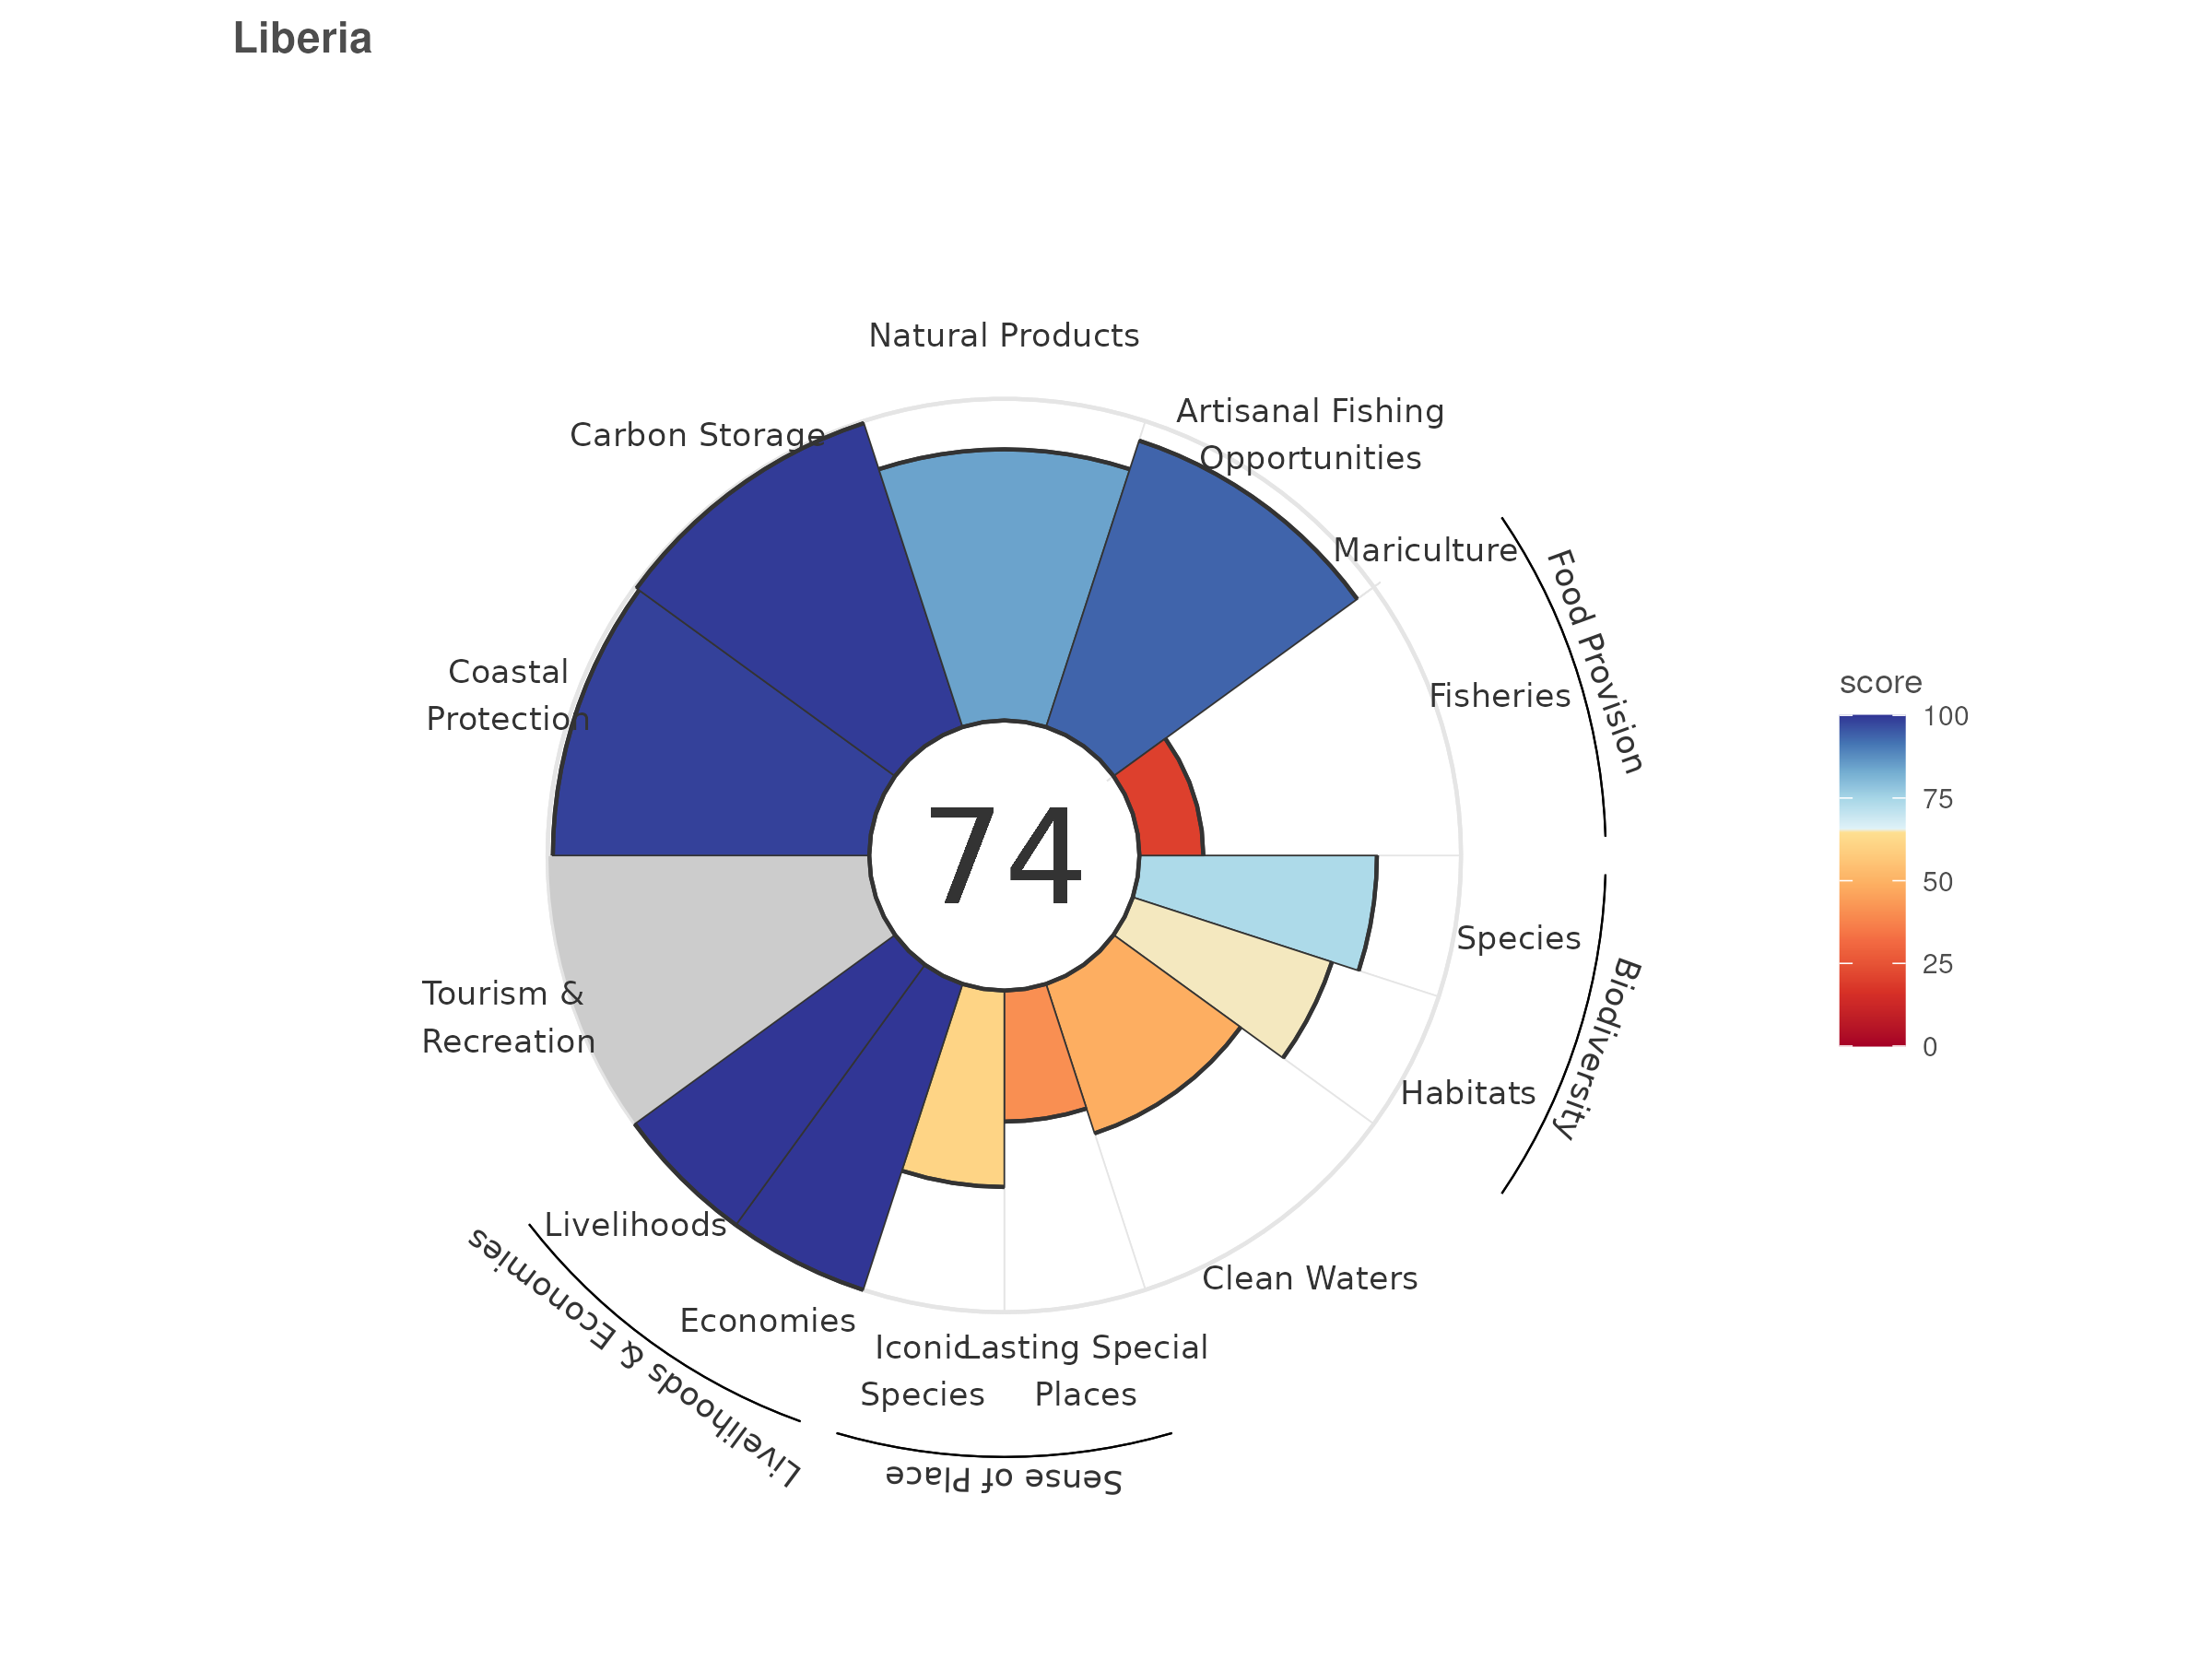 Liberia
Natural Products
Artisanal Fishing
Opportunities
Carbon Storage
Mariculture
Food Provision
Fisheries
Coastal
Protection
score
100
75
50
25
0
74
Species
Biodiversity
Habitats
Tourism &
Recreation
Livelihoods
Economies
Livelihoods & Economies
Clean Waters
Iconic
Species
Lasting Special
Places
Sense of Place